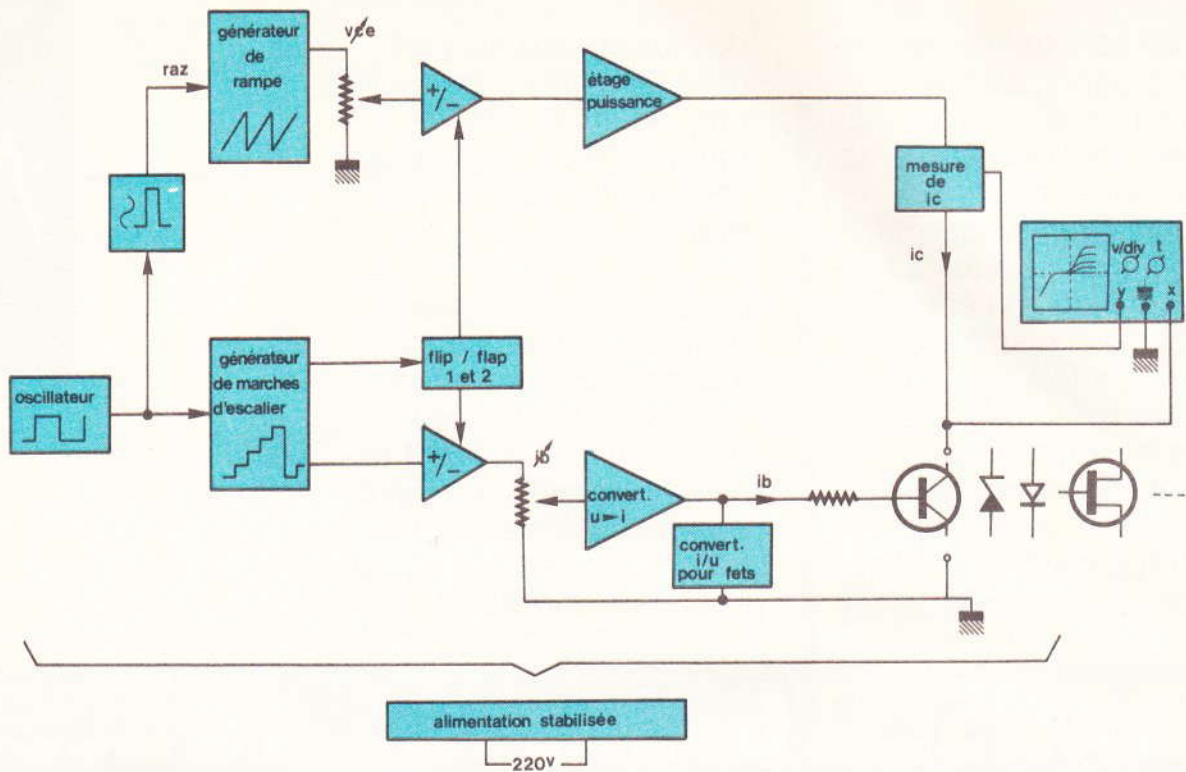 générateur
de
rampe
vce
raz
+/-
étage
puissance
mesure
de
ic
ic
v/div t
y x
oscillateur
générateur
de marches
d'escalier
flip / flap
1 et 2
+/-
ib
convert.
u►i
ib
convert.
i/u
pour fets
alimentation stabilisée
220v